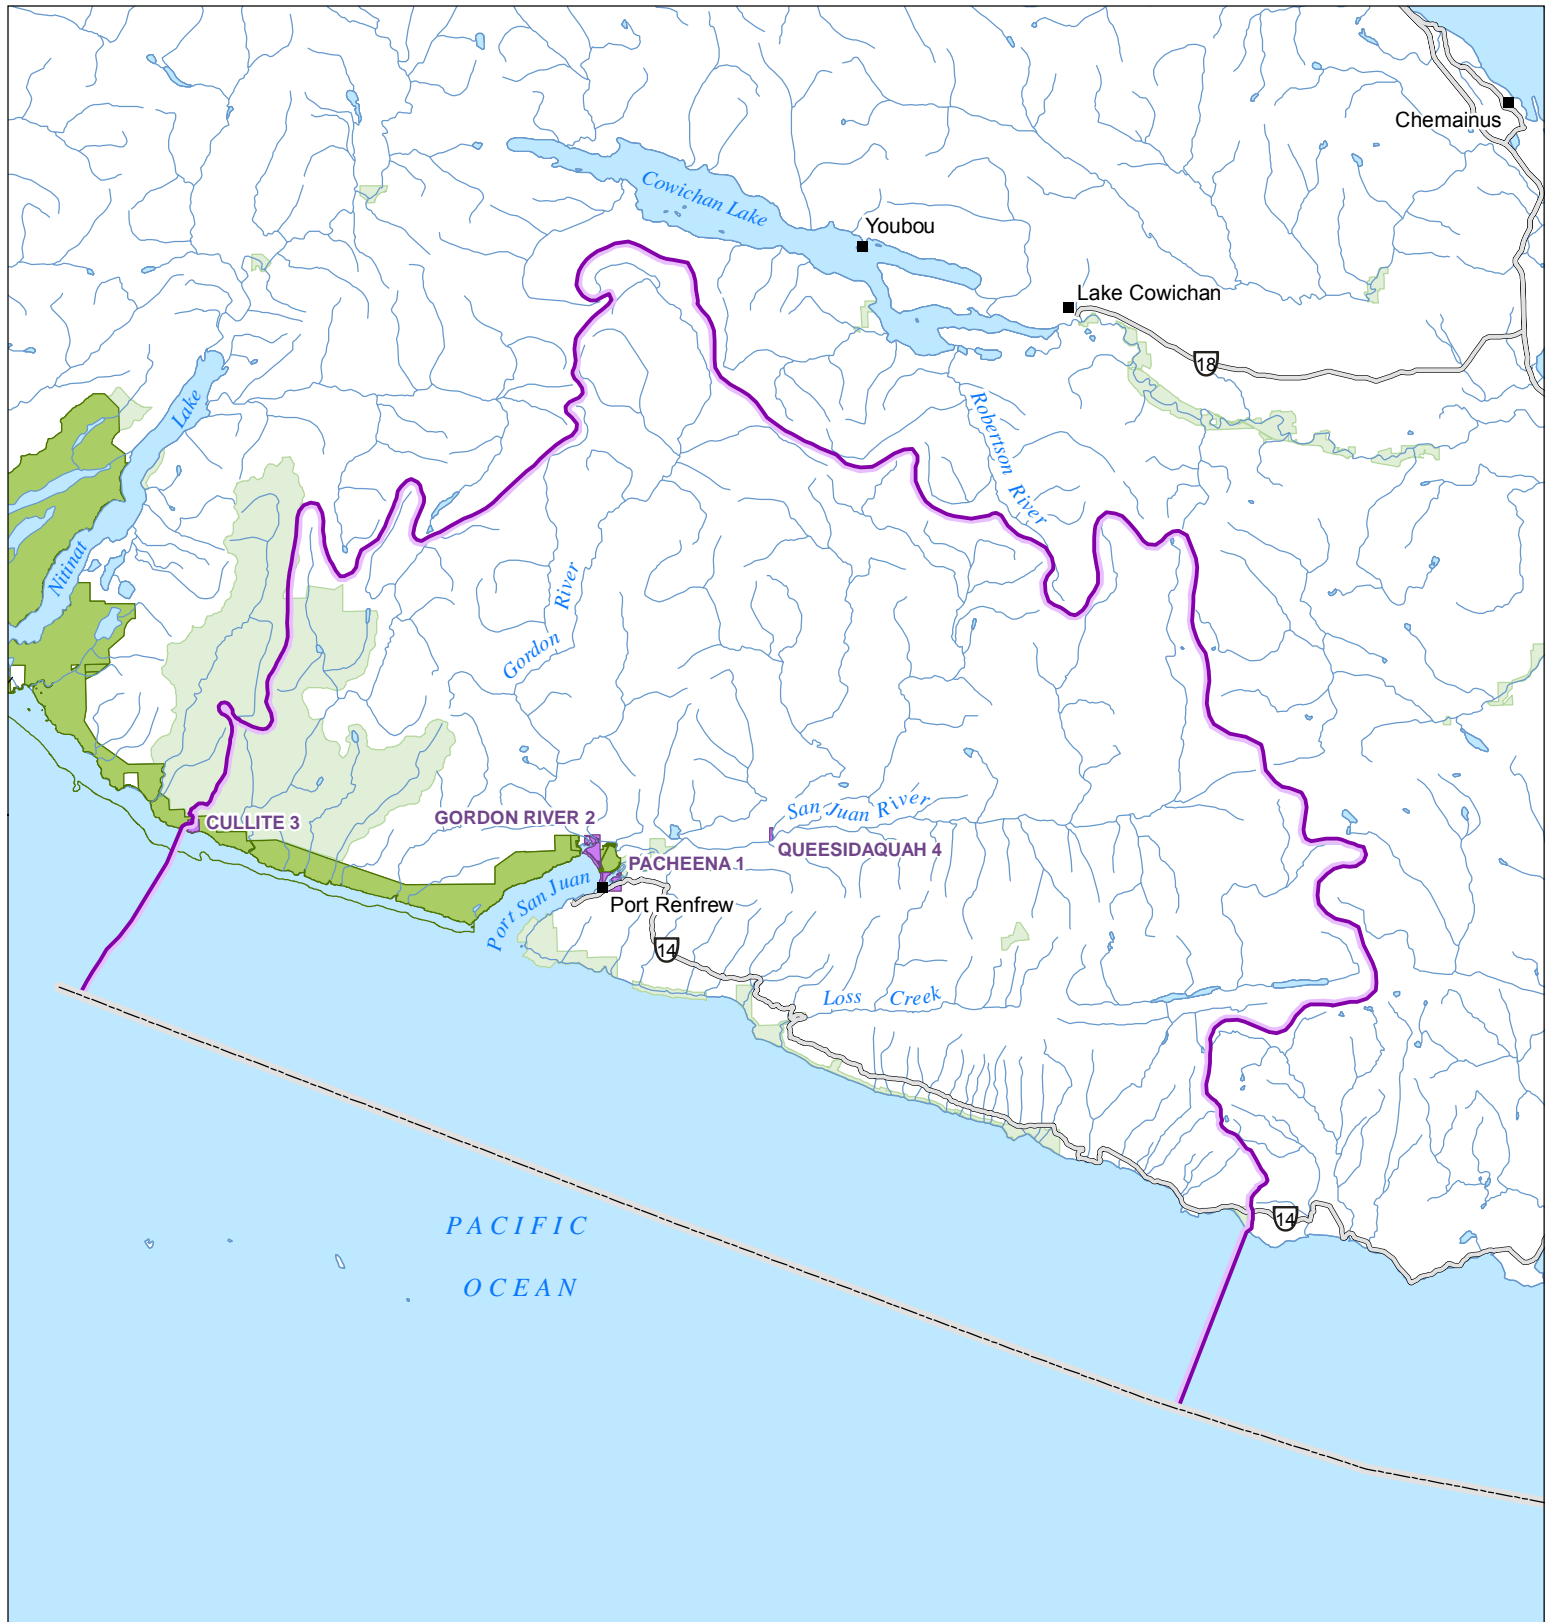 Chemainus
Cowichan Lake
Youbou
Lake Cowichan
18
Nitinat Lake
Robertson River
Gordon River
San Juan River
CULLITE 3
GORDON RIVER 2
QUEESIDAQUAH 4
PACHEENA 1
Port San Juan
Port Renfrew
14
Loss Creek
14
PACIFIC
OCEAN